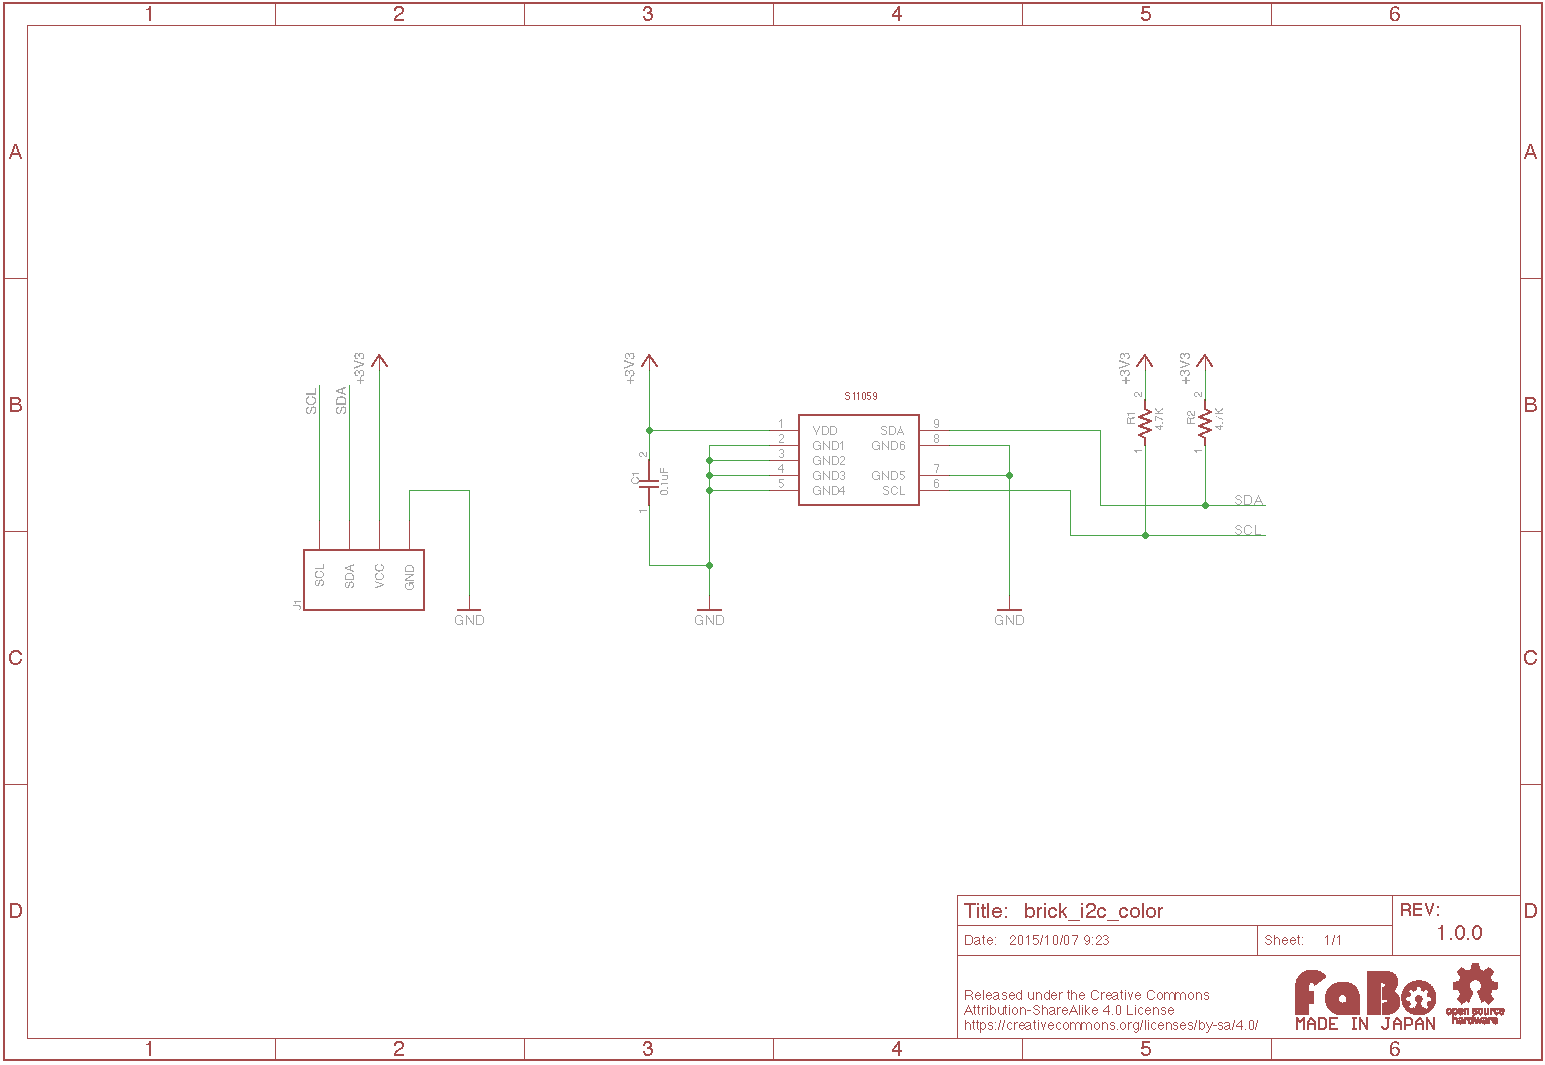 1 2 3 4 5 6
A A
B B
C C
D D
SCL
SDA
+3V3
SCL
SDA
VCC
GND
J1
GND
+3V3
2
C1
0.1uF
1
GND
S11059
1 VDD SDA 9
2 GND1 GND6 8
3 GND2
4 GND3 GND5 7
5 GND4 SCL 6
GND
+3V3
2
R1
4.7K
1
+3V3
2
R2
4.7K
1
SDA
SCL
Title: brick_i2c_color
REV:
1.0.0
Date: 2015/10/07 9:23
Sheet: 1/1
Released under the Creative Commons
Attribution-ShareAlike 4.0 License
https://creativecommons.org/licenses/by-sa/4.0/
FaBo
MADE IN JAPAN
open source
hardware
1 2 3 4 5 6